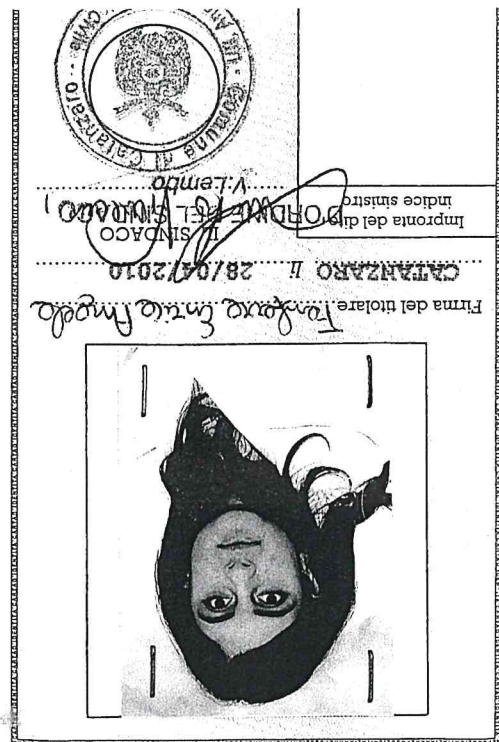 Firma del titolare
CATANZARO li 28/04/2010
IL SINDACO
D'ORDINE DEL SINDACO,
V.Lembo
Impronta del dito
indice sinistro
Comune di Catanzaro